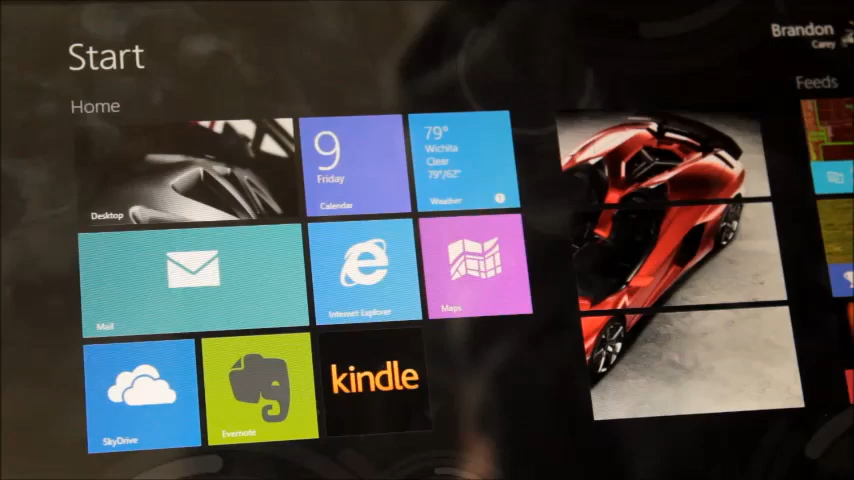 Start
Brandon
Carey
Home
Feeds
Desktop
9
Friday
Calendar
79°
Wichita
Clear
79°/62°
Weather
Mail
Internet Explorer
Maps
SkyDrive
Evernote
kindle